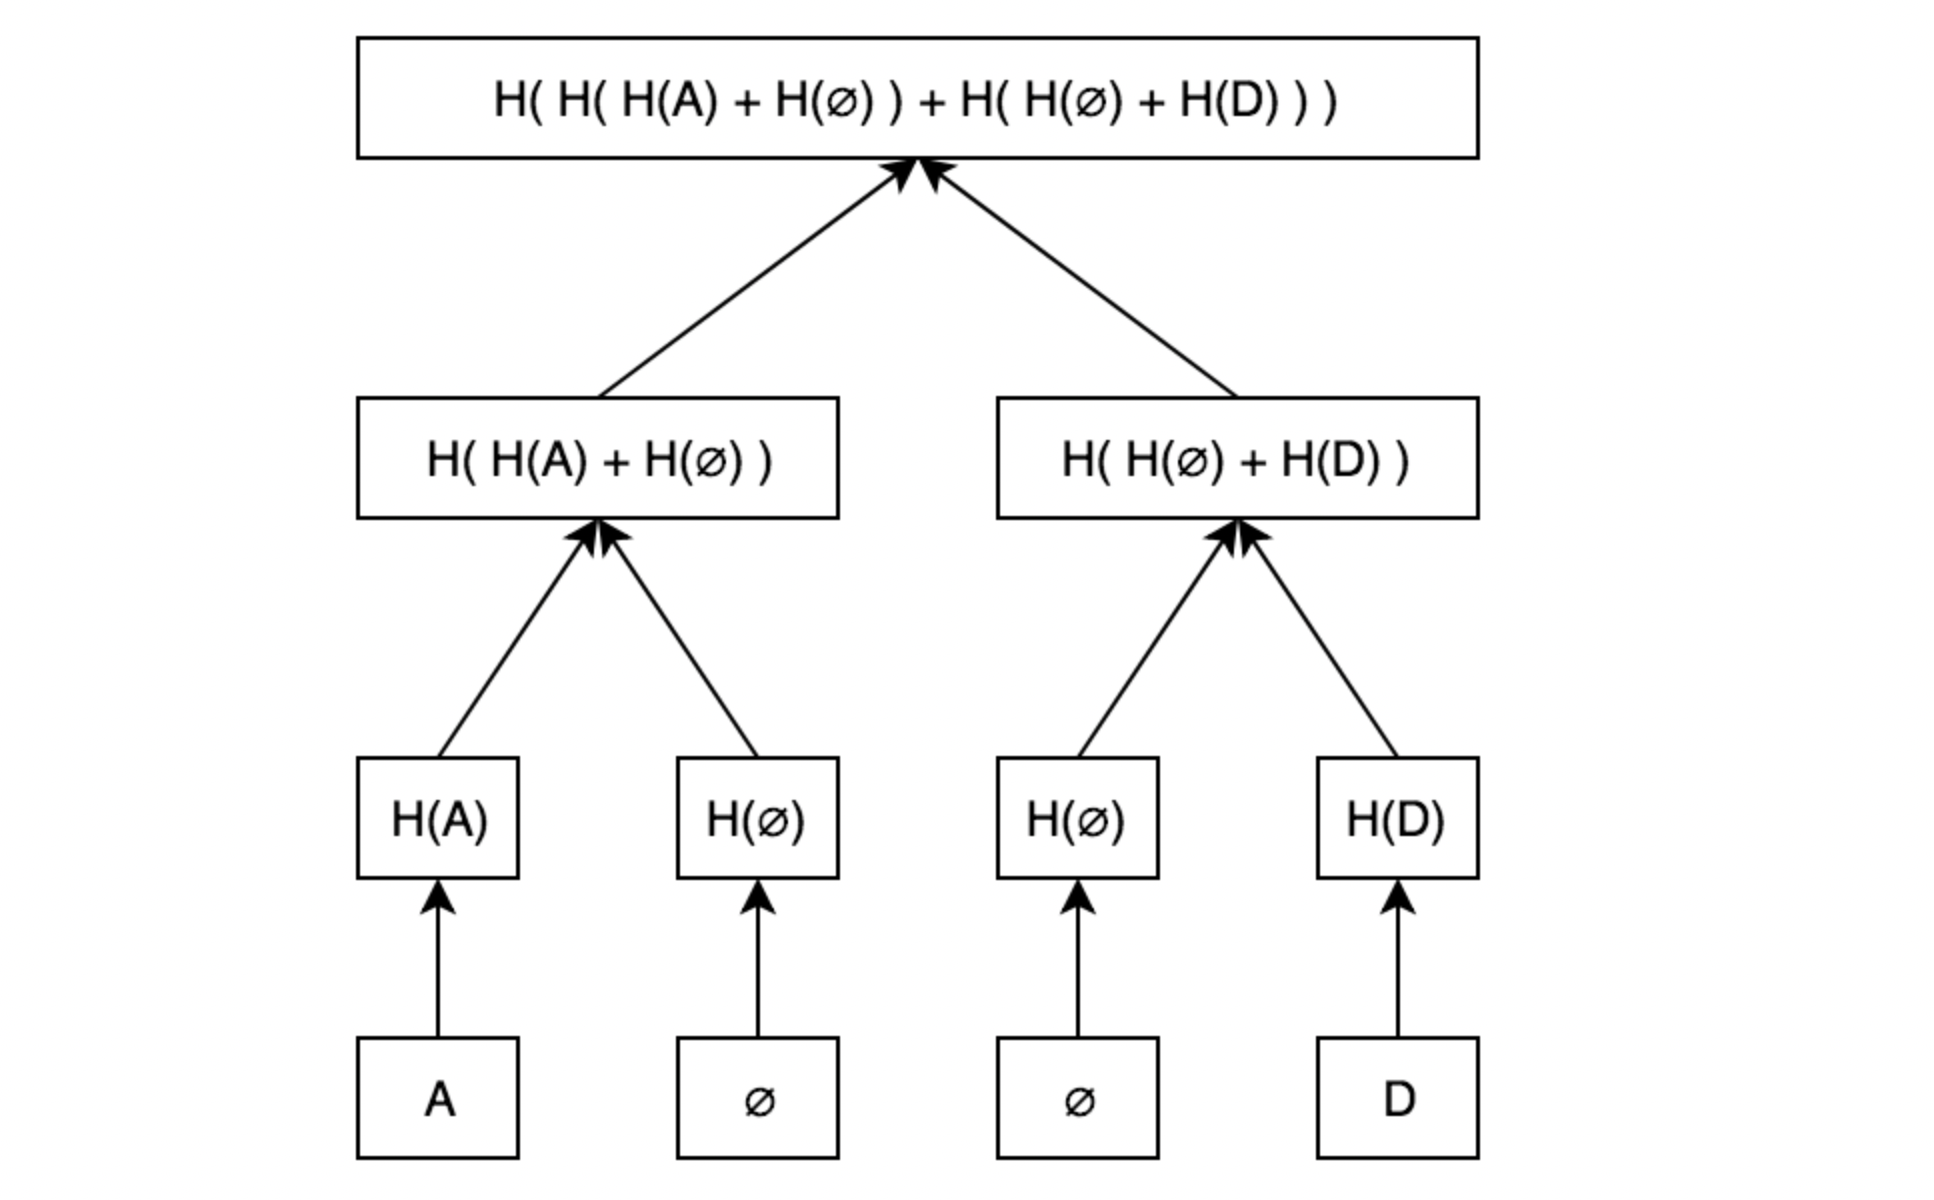 H( H( H(A) + H(∅) ) + H( H(∅) + H(D) ) )
H( H(A) + H(∅) )
H( H(∅) + H(D) )
H(A)
H(∅)
H(∅)
H(D)
A
∅
∅
D